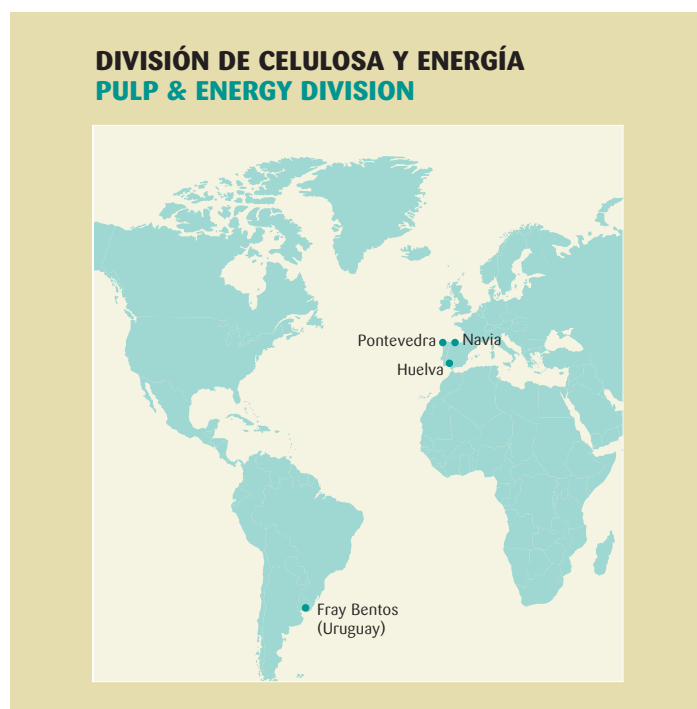 DIVISIÓN DE CELULOSA Y ENERGÍA
PULP & ENERGY DIVISION
Pontevedra
Navia
Huelva
Fray Bentos
(Uruguay)